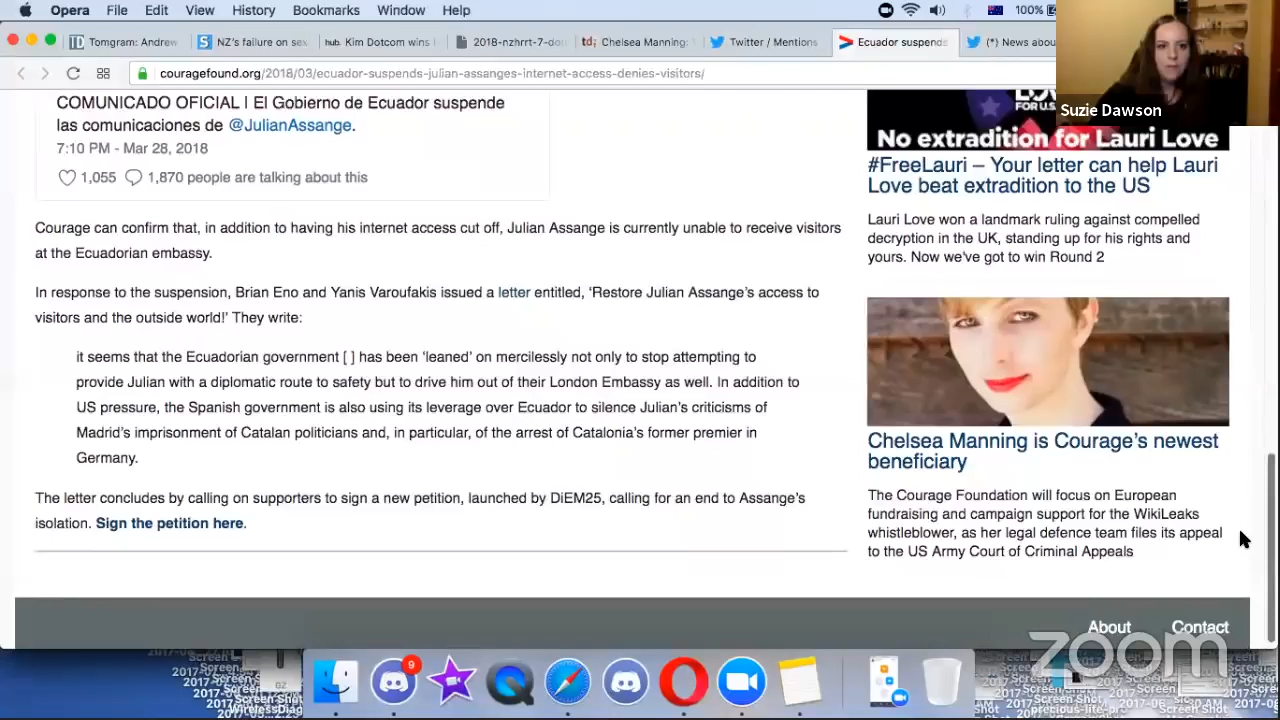 Opera File Edit View History Bookmarks Window Help 100%
Tomgram: Andrew NZ's failure on sex hub. Kim Dotcom wins 2018-nzhrrt-7-dou td; Chelsea Manning: Twitter / Mentions Ecuador suspends (*) News abou
couragefound.org/2018/03/ecuador-suspends-julian-assanges-internet-access-denies-visitors/
Suzie Dawson
COMUNICADO OFICIAL I El Gobierno de Ecuador suspende
las comunicaciones de @JulianAssange.
7:10 PM - Mar 28, 2018
1,055 1,870 people are talking about this
Courage can confirm that, in addition to having his internet access cut off, Julian Assange is currently unable to receive visitors
at the Ecuadorian embassy.
In response to the suspension, Brian Eno and Yanis Varoufakis issued a letter entitled, ‘Restore Julian Assange’s access to
visitors and the outside world!’ They write:
it seems that the Ecuadorian government [ ] has been ‘leaned’ on mercilessly not only to stop attempting to
provide Julian with a diplomatic route to safety but to drive him out of their London Embassy as well. In addition to
US pressure, the Spanish government is also using its leverage over Ecuador to silence Julian’s criticisms of
Madrid’s imprisonment of Catalan politicians and, in particular, of the arrest of Catalonia’s former premier in
Germany.
The letter concludes by calling on supporters to sign a new petition, launched by DiEM25, calling for an end to Assange’s
isolation. Sign the petition here.
FOR U.S.
No extradition for Lauri Love
#FreeLauri – Your letter can help Lauri
Love beat extradition to the US
Lauri Love won a landmark ruling against compelled
decryption in the UK, standing up for his rights and
yours. Now we've got to win Round 2
Chelsea Manning is Courage’s newest
beneficiary
The Courage Foundation will focus on European
fundraising and campaign support for the WikiLeaks
whistleblower, as her legal defence team files its appeal
to the US Army Court of Criminal Appeals
About Contact
zoom
9